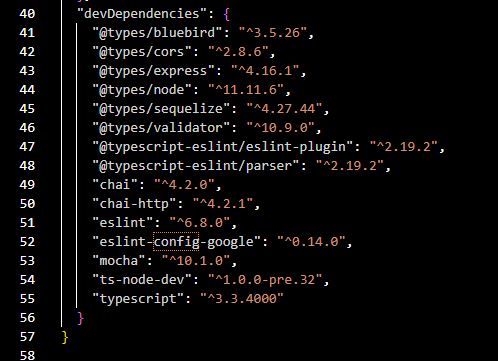 40 "devDependencies": {
41 "@types/bluebird": "^3.5.26",
42 "@types/cors": "^2.8.6",
43 "@types/express": "^4.16.1",
44 "@types/node": "^11.11.6",
45 "@types/sequelize": "^4.27.44",
46 "@types/validator": "^10.9.0",
47 "@typescript-eslint/eslint-plugin": "^2.19.2",
48 "@typescript-eslint/parser": "^2.19.2",
49 "chai": "^4.2.0",
50 "chai-http": "^4.2.1",
51 "eslint": "^6.8.0",
52 "eslint-config-google": "^0.14.0",
53 "mocha": "^10.1.0",
54 "ts-node-dev": "^1.0.0-pre.32",
55 "typescript": "^3.3.4000"
56 }
57 }
58